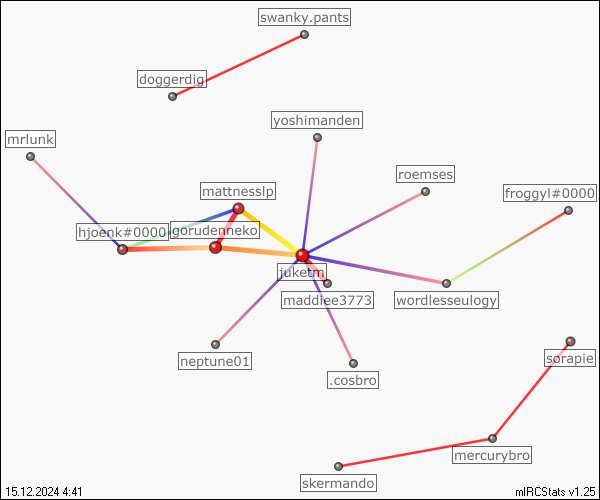 swanky.pants
doggerdig
yoshimanden
mrlunk
roemses
mattnesslp
froggyl#0000
hjoenk#0000
gorudenneko
juketm
maddiee3773
wordlesseulogy
neptune01
sørapie
.cosbro
mercurybro
skermando
15.12.2024 4:41
mIRCStats v1.25